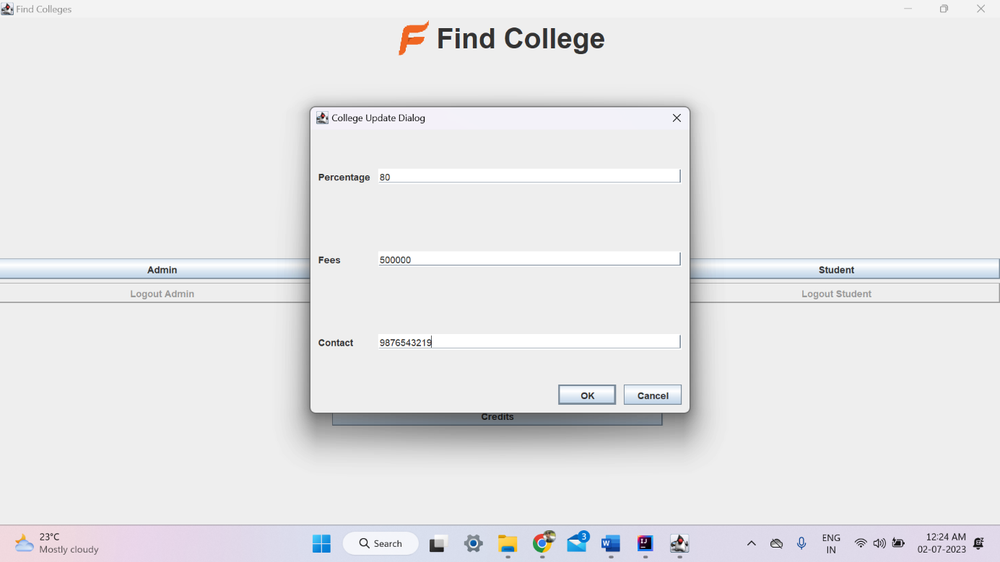 Find Colleges
Find College
College Update Dialog
Percentage 80
Fees 500000
Contact 9876543219
Admin
Student
Logout Admin
Logout Student
OK
Cancel
Credits
23°C
Mostly cloudy
Search
3
W
IJ
ENG
IN
12:24 AM
02-07-2023